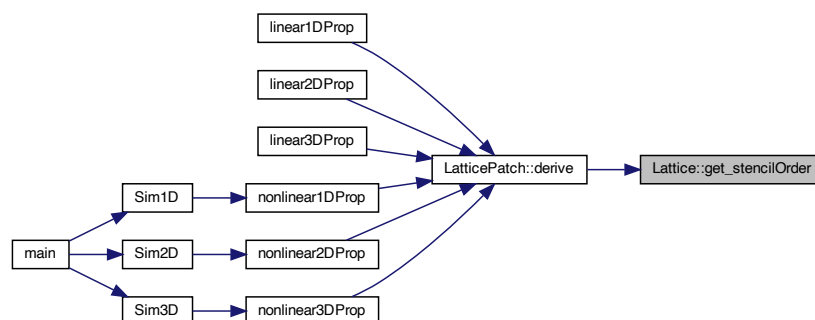 linear1DProp
linear2DProp
linear3DProp
LatticePatch::derive
Lattice::get_stencilOrder
Sim1D
nonlinear1DProp
main
Sim2D
nonlinear2DProp
Sim3D
nonlinear3DProp